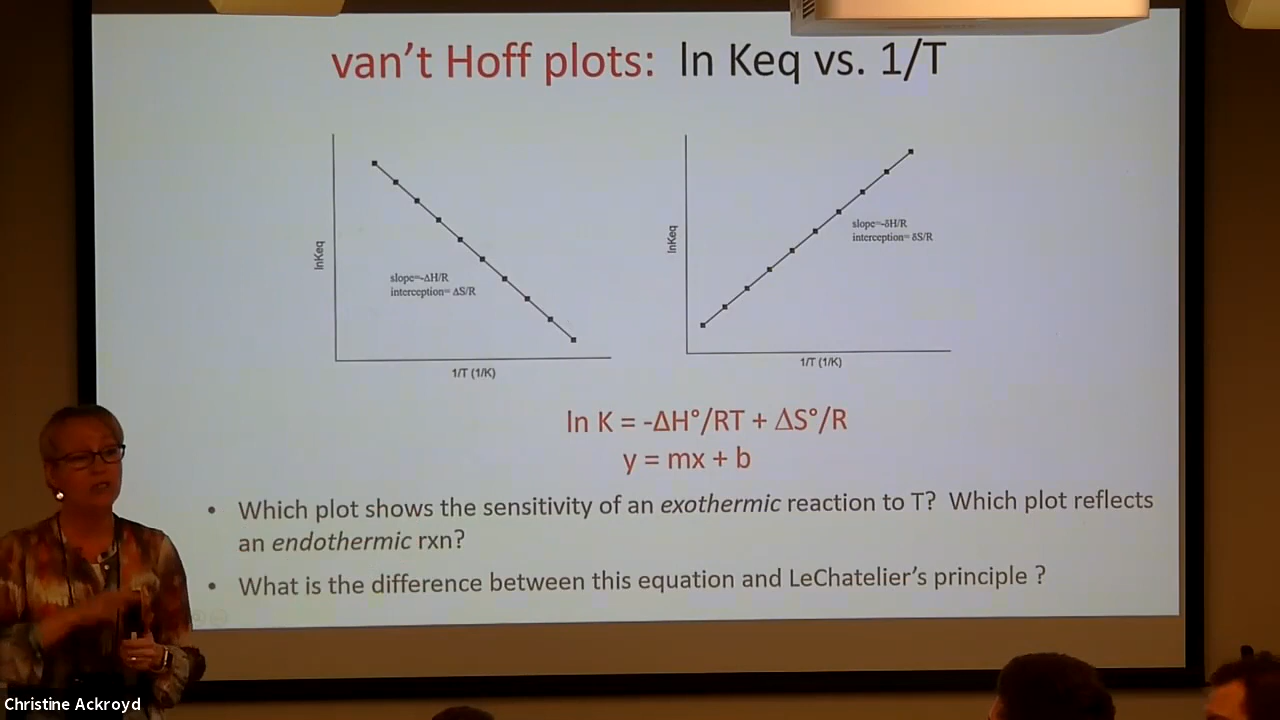 van't Hoff plots: ln Keq vs. 1/T
lnKeq
slope=-ΔH/R
interception= ΔS/R
1/T (1/K)
lnKeq
slope=-δH/R
interception= δS/R
1/T (1/K)
ln K = -ΔH°/RT + ΔS°/R
y = mx + b
• Which plot shows the sensitivity of an exothermic reaction to T? Which plot reflects
an endothermic rxn?
• What is the difference between this equation and LeChatelier's principle ?
Christine Ackroyd